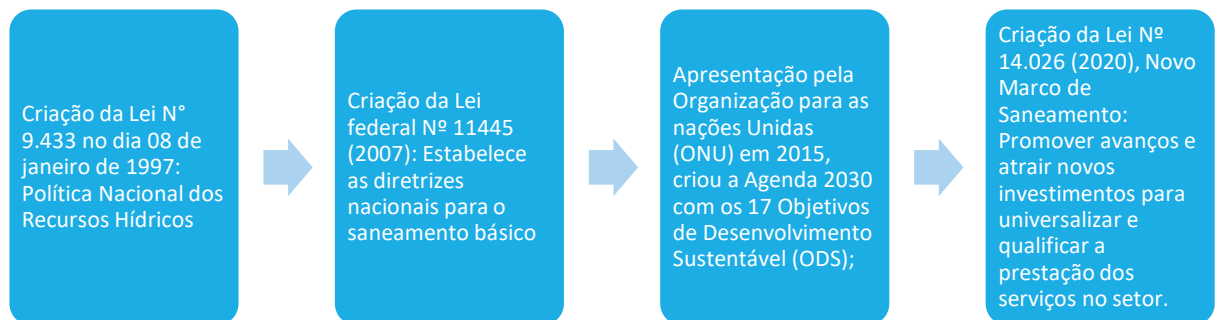 Criação da Lei N°
9.433 no dia 08 de
janeiro de 1997:
Política Nacional dos
Recursos Hídricos
Criação da Lei
federal Nº 11445
(2007): Estabelece
as diretrizes
nacionais para o
saneamento básico
Apresentação pela
Organização para as
nações Unidas
(ONU) em 2015,
criou a Agenda 2030
com os 17 Objetivos
de Desenvolvimento
Sustentável (ODS);
Criação da Lei Nº
14.026 (2020), Novo
Marco de
Saneamento:
Promover avanços e
atrair novos
investimentos para
universalizar e
qualificar a
prestação dos
serviços no setor.